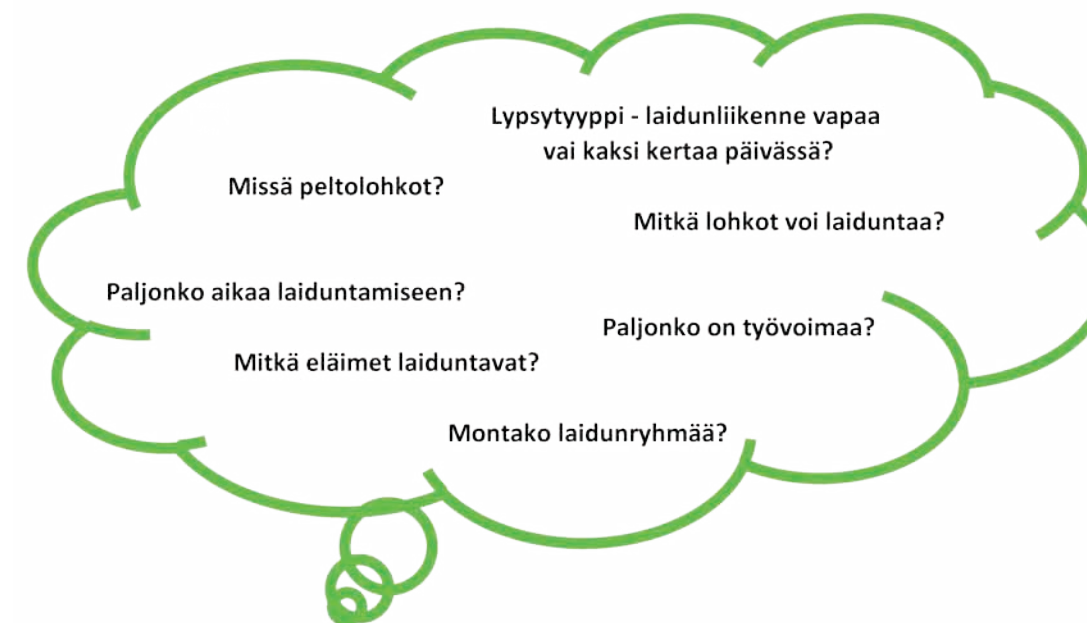 Lypsytyyppi - laidunliikenne vapaa
vai kaksi kertaa päivässä?
Missä peltolohkot?
Mitkä lohkot voi laiduntaa?
Paljonko aikaa laiduntamiseen?
Paljonko on työvoimaa?
Mitkä eläimet laiduntavat?
Montako laidunryhmää?